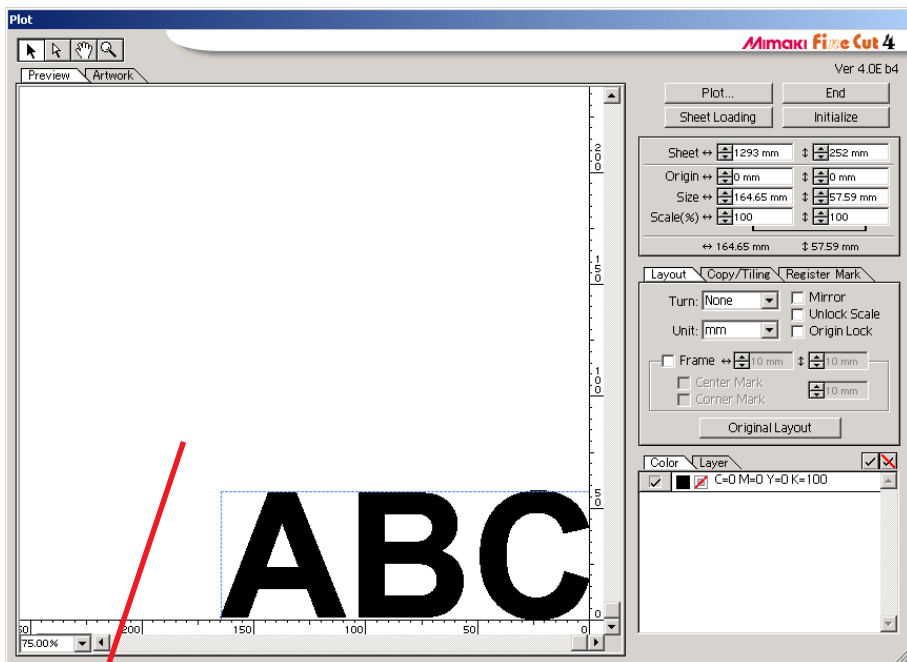 Plot
MIMAKI Fine Cut 4
Ver 4.0E b4
Preview Artwork
Plot... End
Sheet Loading Initialize
Sheet ↔ 1293 mm ↕ 252 mm
Origin ↔ 0 mm ↕ 0 mm
Size ↔ 164.65 mm ↕ 57.59 mm
Scale(%) ↔ 100 ↕ 100
↔ 164.65 mm ↕ 57.59 mm
Layout Copy/Tiling Register Mark
Turn: None Mirror
Unlock Scale
Unit: mm Origin Lock
Frame ↔ 10 mm ↕ 10 mm
Center Mark 10 mm
Corner Mark
Original Layout
Color Layer
C=0 M=0 Y=0 K=100
200
150
100
50
0
ABC
50 200 150 100 50 0
75.00%